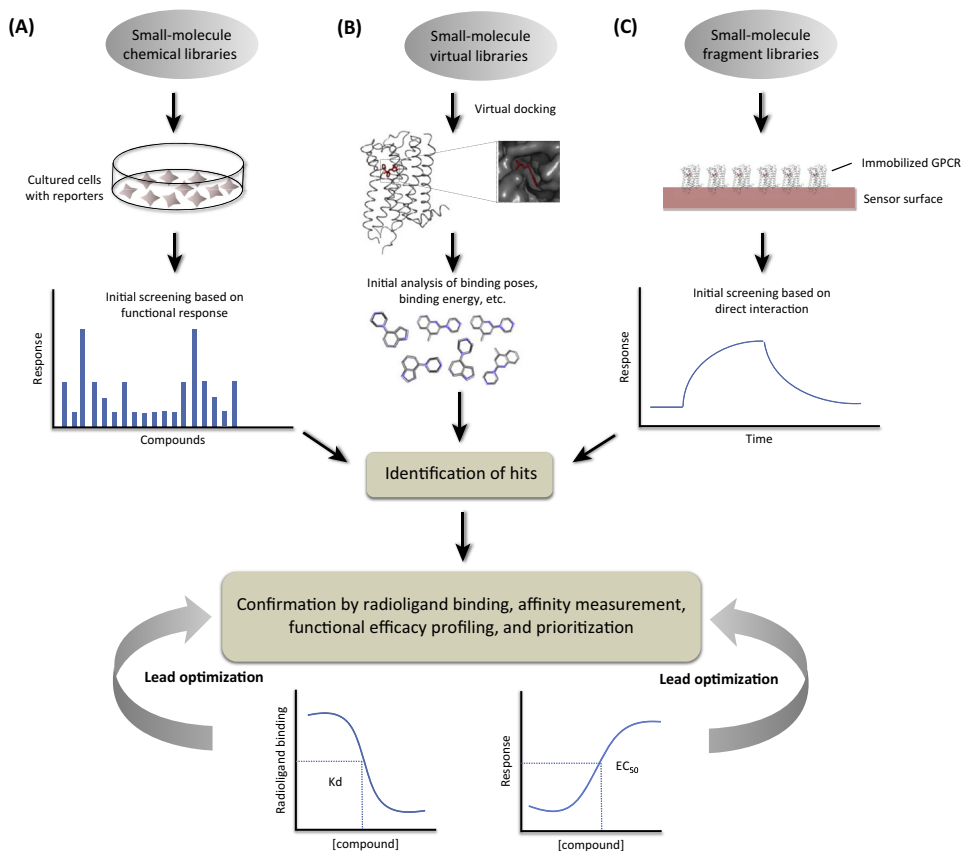 (A)
Small-molecule
chemical libraries
Cultured cells
with reporters
Initial screening based on
functional response
Response
Compounds
(B)
Small-molecule
virtual libraries
Virtual docking
Initial analysis of binding poses,
binding energy, etc.
(C)
Small-molecule
fragment libraries
Immobilized GPCR
Sensor surface
Initial screening based on
direct interaction
Response
Time
Identification of hits
Confirmation by radioligand binding, affinity measurement,
functional efficacy profiling, and prioritization
Lead optimization
Lead optimization
Radioligand binding
Kd
[compound]
Response
EC₅₀
[compound]